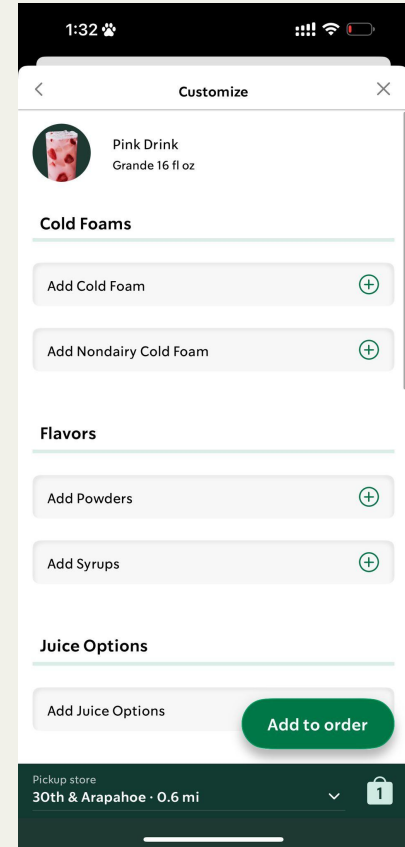 1:32
Customize
Pink Drink
Grande 16 fl oz
Cold Foams
Add Cold Foam
Add Nondairy Cold Foam
Flavors
Add Powders
Add Syrups
Juice Options
Add Juice Options
Add to order
Pickup store
30th & Arapahoe · 0.6 mi
1